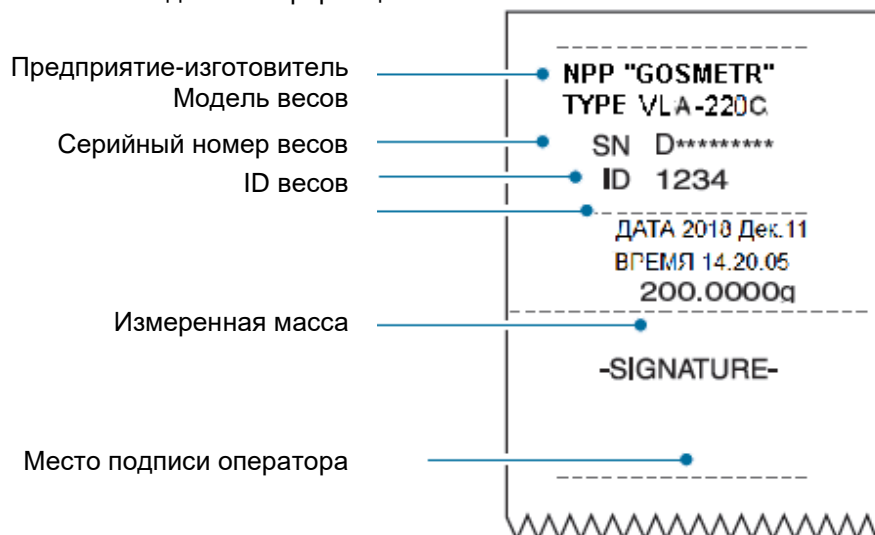 Предприятие-изготовитель
Модель весов
Серийный номер весов
ID весов
Измеренная масса
Место подписи оператора
NPP "GOSMETR"
TYPE VLA-220C
SN D*********
ID 1234
ДАТА 2018 Дек.11
ВРЕМЯ 14.20.05
200.0000g
-SIGNATURE-